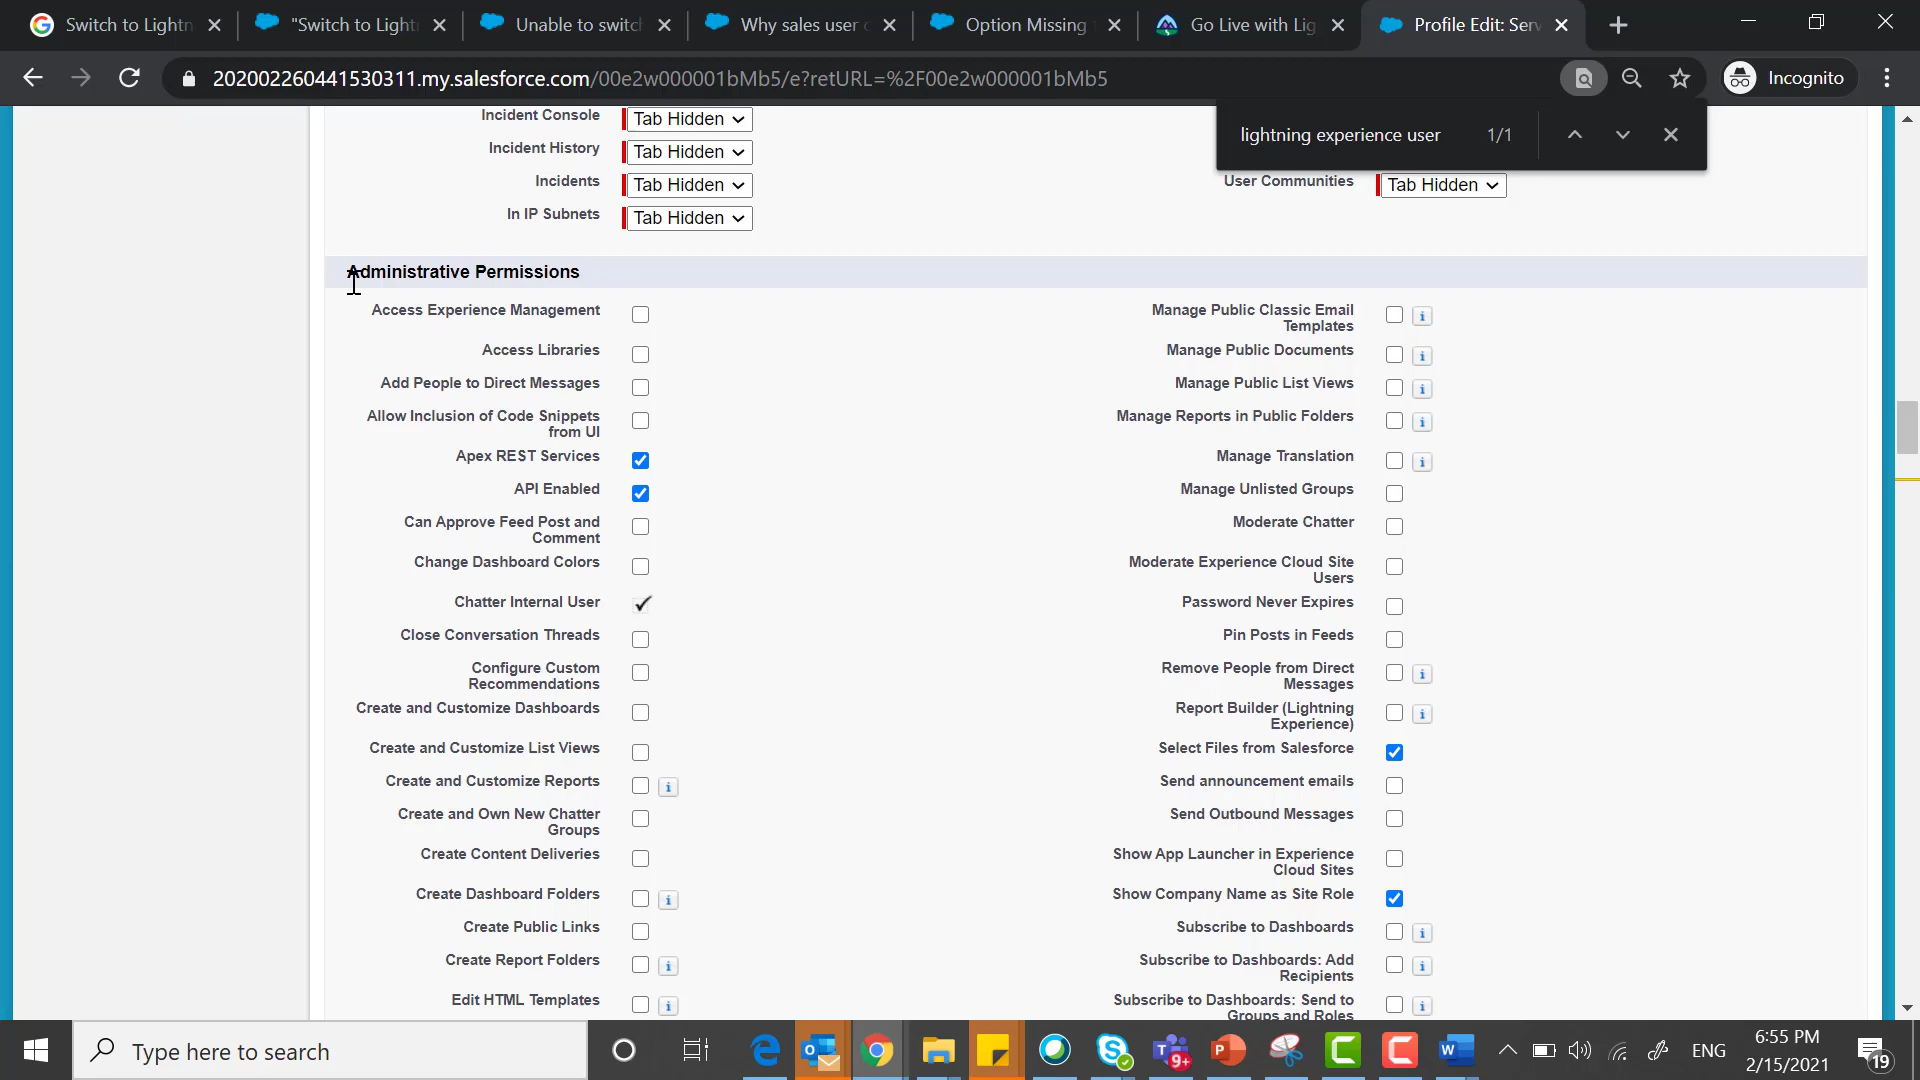 Switch to Lightn
"Switch to Light
Unable to switc
Why sales user c
Option Missing
Go Live with Lig
Profile Edit: Serv
202002260441530311.my.salesforce.com/00e2w000001bMb5/e?retURL=%2F00e2w000001bMb5
Incognito
lightning experience user 1/1
Incident Console Tab Hidden
Incident History Tab Hidden
Incidents Tab Hidden
User Communities Tab Hidden
In IP Subnets Tab Hidden
Administrative Permissions
Access Experience Management
Access Libraries
Add People to Direct Messages
Allow Inclusion of Code Snippets
from UI
Apex REST Services
API Enabled
Can Approve Feed Post and
Comment
Change Dashboard Colors
Chatter Internal User
Close Conversation Threads
Configure Custom
Recommendations
Create and Customize Dashboards
Create and Customize List Views
Create and Customize Reports
Create and Own New Chatter
Groups
Create Content Deliveries
Create Dashboard Folders
Create Public Links
Create Report Folders
Edit HTML Templates
Manage Public Classic Email
Templates
Manage Public Documents
Manage Public List Views
Manage Reports in Public Folders
Manage Translation
Manage Unlisted Groups
Moderate Chatter
Moderate Experience Cloud Site
Users
Password Never Expires
Pin Posts in Feeds
Remove People from Direct
Messages
Report Builder (Lightning
Experience)
Select Files from Salesforce
Send announcement emails
Send Outbound Messages
Show App Launcher in Experience
Cloud Sites
Show Company Name as Site Role
Subscribe to Dashboards
Subscribe to Dashboards: Add
Recipients
Subscribe to Dashboards: Send to
Groups and Roles
Type here to search
9+
ENG
6:55 PM
2/15/2021
19